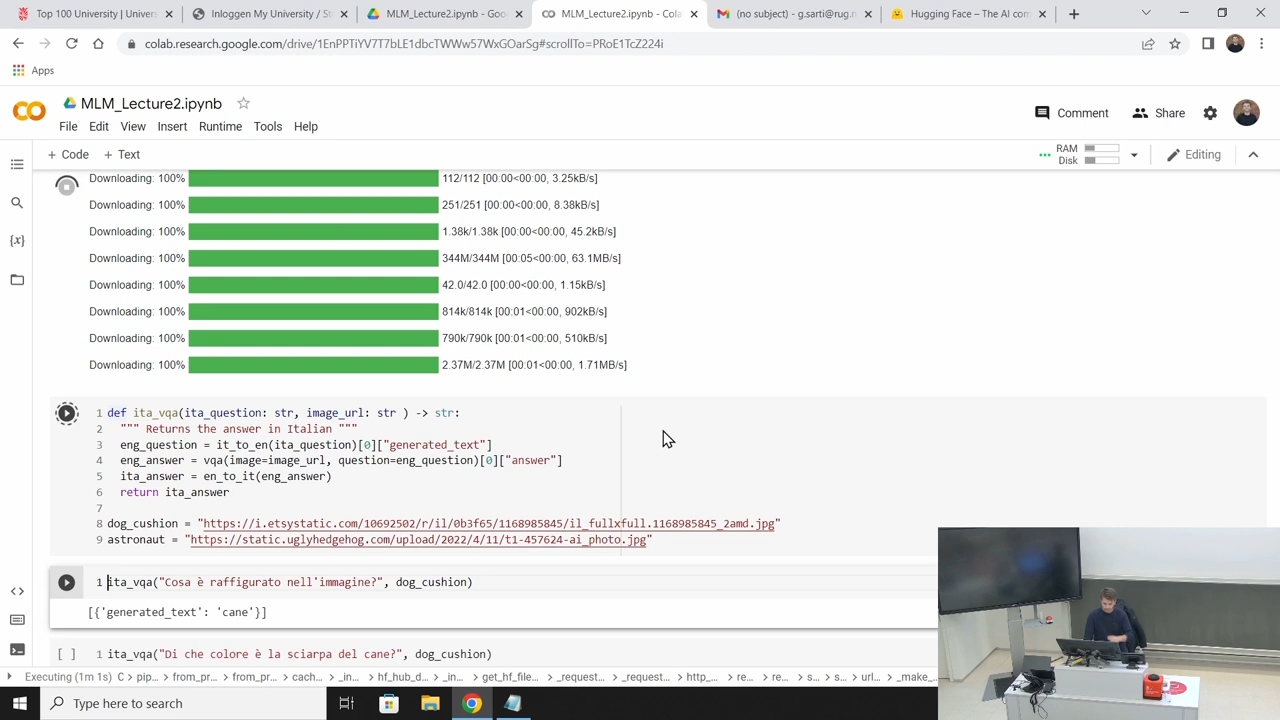 Top 100 University | Univers
Inloggen My University / St
MLM_Lecture2.ipynb - Goo
MLM_Lecture2.ipynb - Cola
(no subject) - g.sarti@rug.n
Hugging Face – The AI com
colab.research.google.com/drive/1EnPPTiYV7T7bLE1dbcTWWw57WxGOarSg#scrollTo=PRoE1TcZ224i
Apps
MLM_Lecture2.ipynb
Comment
Share
File Edit View Insert Runtime Tools Help
+ Code + Text
RAM
Disk
Editing
Downloading: 100% 112/112 [00:00<00:00, 3.25kB/s]
Downloading: 100% 251/251 [00:00<00:00, 8.38kB/s]
Downloading: 100% 1.38k/1.38k [00:00<00:00, 45.2kB/s]
Downloading: 100% 344M/344M [00:05<00:00, 63.1MB/s]
Downloading: 100% 42.0/42.0 [00:00<00:00, 1.15kB/s]
Downloading: 100% 814k/814k [00:01<00:00, 902kB/s]
Downloading: 100% 790k/790k [00:01<00:00, 510kB/s]
Downloading: 100% 2.37M/2.37M [00:01<00:00, 1.71MB/s]
1 def ita_vqa(ita_question: str, image_url: str ) -> str:
2 """ Returns the answer in Italian """
3 eng_question = it_to_en(ita_question)[0]["generated_text"]
4 eng_answer = vqa(image=image_url, question=eng_question)[0]["answer"]
5 ita_answer = en_to_it(eng_answer)
6 return ita_answer
7
8 dog_cushion = "https://i.etsystatic.com/10692502/r/il/0b3f65/1168985845/il_fullxfull.1168985845_2amd.jpg"
9 astronaut = "https://static.uglyhedgehog.com/upload/2022/4/11/t1-457624-ai_photo.jpg"
1 ita_vqa("Cosa è raffigurato nell'immagine?", dog_cushion)
[{'generated_text': 'cane'}]
[ ] 1 ita_vqa("Di che colore è la sciarpa del cane?", dog_cushion)
Executing (1m 1s) C > pip... > from_pr... > from_pr... > cach... > _in... > hf_hub_d... > _in... > get_hf_file... > _request... > _request... > http_... > re... > re... > s... > s... > url... > _make_...
Type here to search